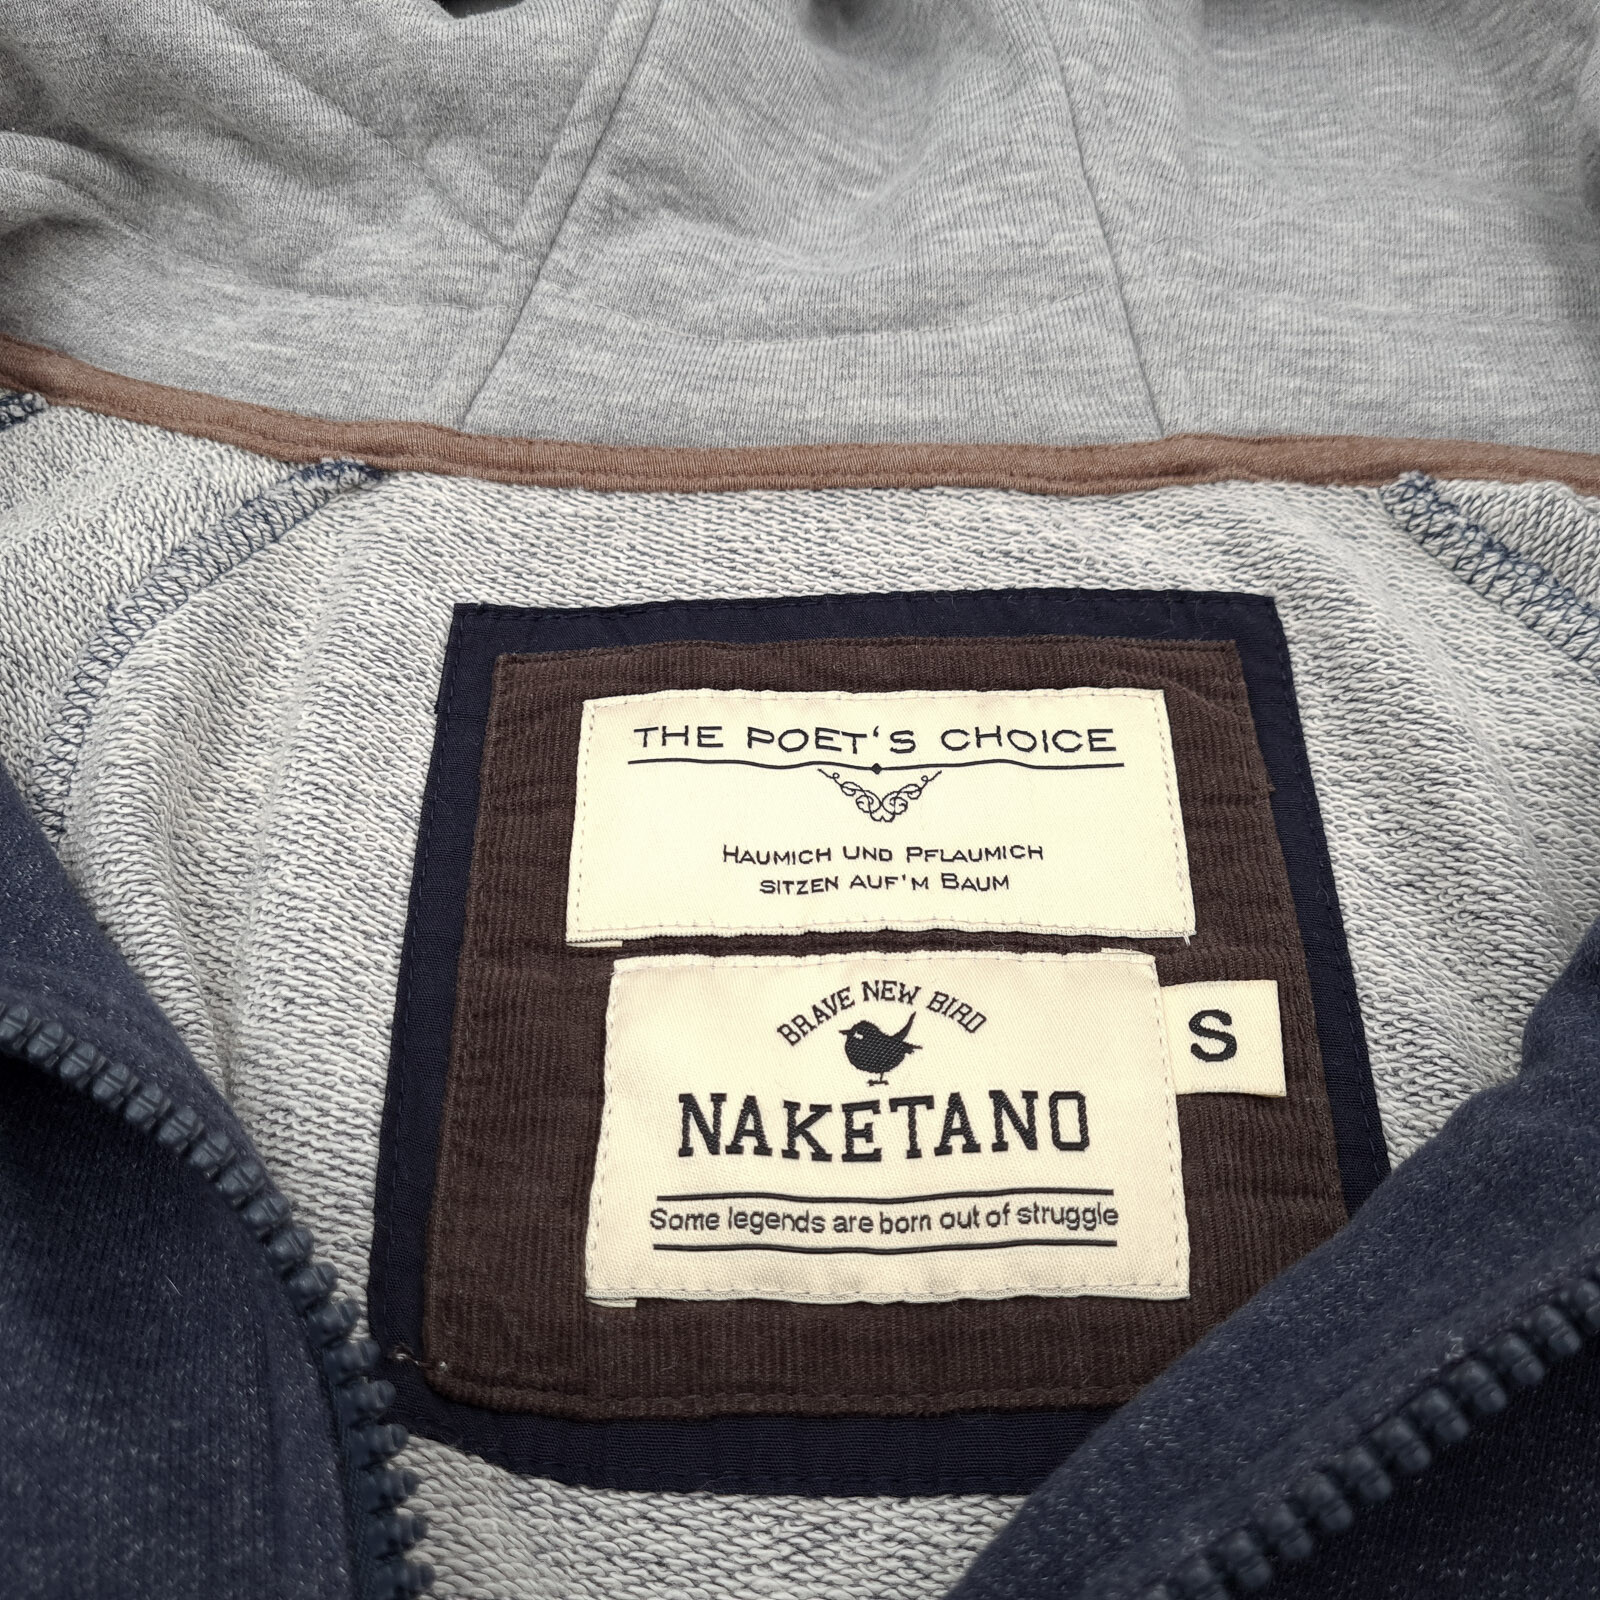 THE POET'S CHOICE
HAUMICH UND PFLAUMICH
SITZEN AUF'M BAUM
BRAVE NEW BIRD
NAKETANO
Some legends are born out of struggle
S